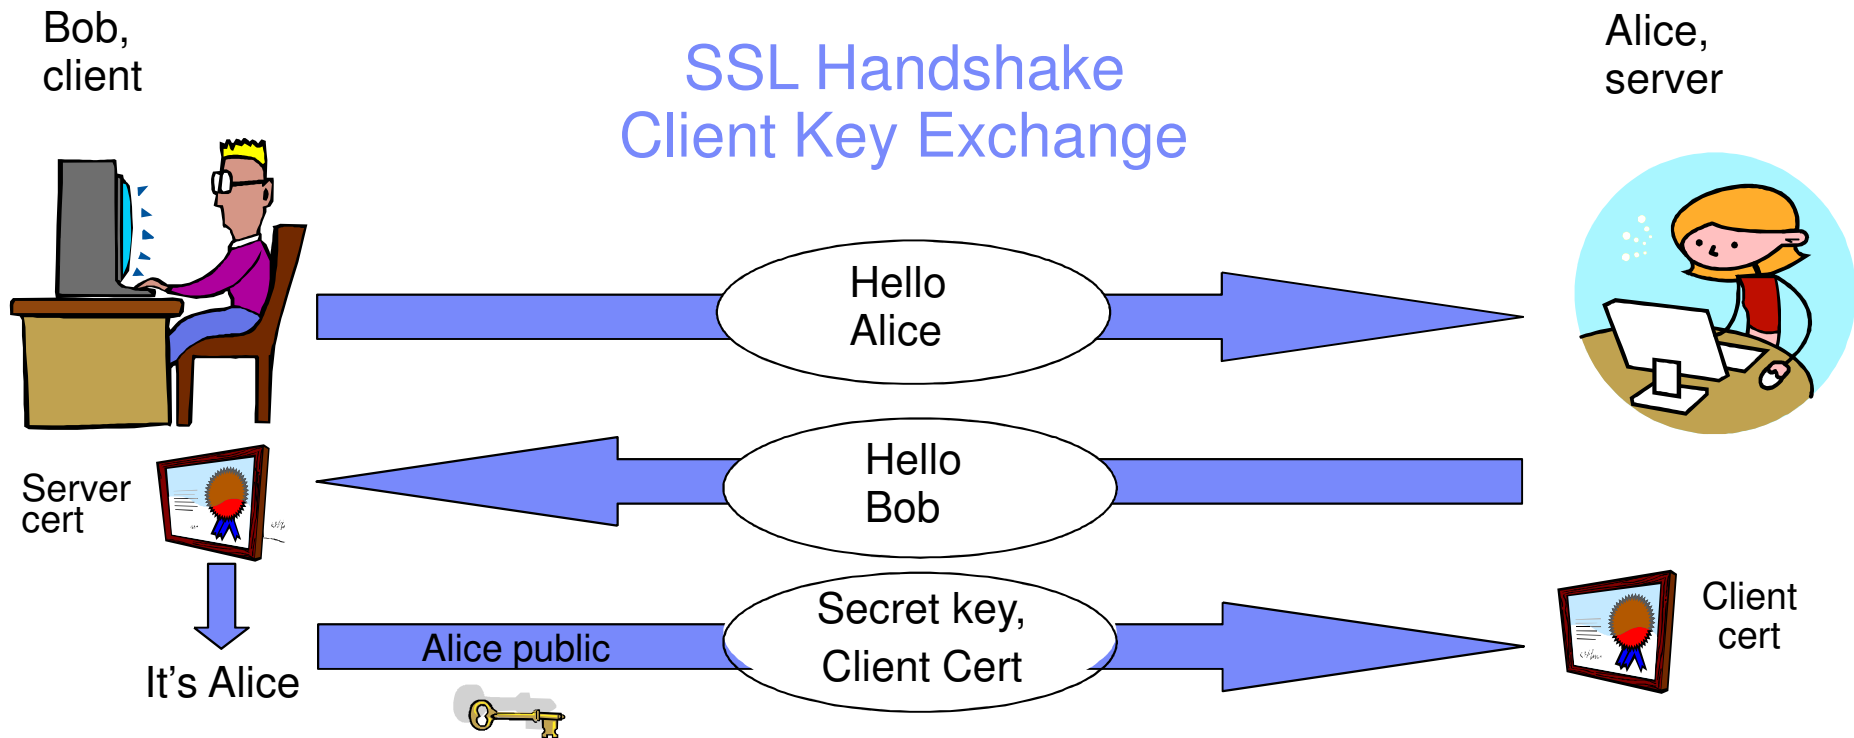 Bob,
client
SSL Handshake
Client Key Exchange
Alice,
server
Hello
Alice
Hello
Bob
Server
cert
It's Alice
Alice public
Secret key,
Client Cert
Client
cert